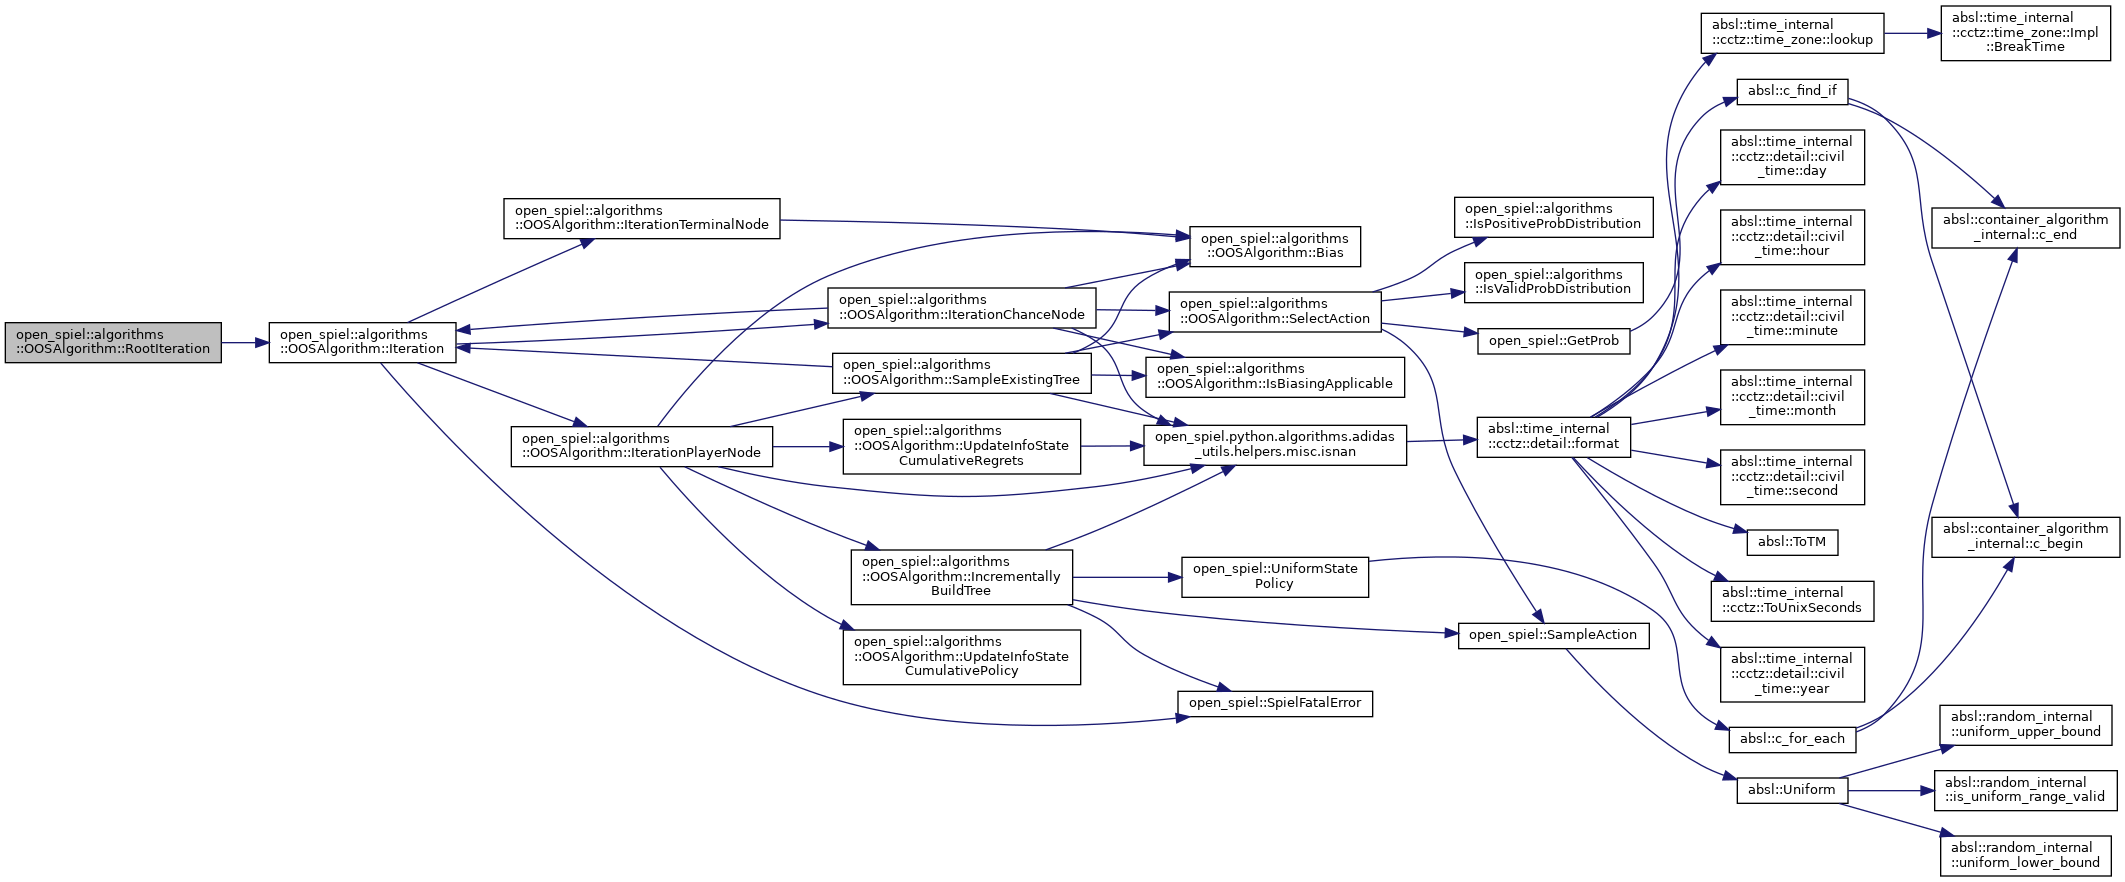 open_spiel::algorithms
::OOSAlgorithm::RootIteration
open_spiel::algorithms
::OOSAlgorithm::Iteration
open_spiel::algorithms
::OOSAlgorithm::IterationTerminalNode
open_spiel::algorithms
::OOSAlgorithm::IterationPlayerNode
open_spiel::algorithms
::OOSAlgorithm::IterationChanceNode
open_spiel::algorithms
::OOSAlgorithm::SampleExistingTree
open_spiel::algorithms
::OOSAlgorithm::UpdateInfoState
CumulativeRegrets
open_spiel::algorithms
::OOSAlgorithm::Incrementally
BuildTree
open_spiel::algorithms
::OOSAlgorithm::UpdateInfoState
CumulativePolicy
open_spiel::algorithms
::OOSAlgorithm::Bias
open_spiel::algorithms
::OOSAlgorithm::SelectAction
open_spiel::algorithms
::OOSAlgorithm::IsBiasingApplicable
open_spiel.python.algorithms.adidas
_utils.helpers.misc.isnan
open_spiel::UniformState
Policy
open_spiel::SpielFatalError
open_spiel::algorithms
::IsPositiveProbDistribution
open_spiel::algorithms
::IsValidProbDistribution
open_spiel::GetProb
absl::time_internal
::cctz::detail::format
open_spiel::SampleAction
absl::time_internal
::cctz::time_zone::lookup
absl::c_find_if
absl::time_internal
::cctz::detail::civil
_time::day
absl::time_internal
::cctz::detail::civil
_time::hour
absl::time_internal
::cctz::detail::civil
_time::minute
absl::time_internal
::cctz::detail::civil
_time::month
absl::time_internal
::cctz::detail::civil
_time::second
absl::ToTM
absl::time_internal
::cctz::ToUnixSeconds
absl::time_internal
::cctz::detail::civil
_time::year
absl::c_for_each
absl::Uniform
absl::time_internal
::cctz::time_zone::Impl
::BreakTime
absl::container_algorithm
_internal::c_end
absl::container_algorithm
_internal::c_begin
absl::random_internal
::uniform_upper_bound
absl::random_internal
::is_uniform_range_valid
absl::random_internal
::uniform_lower_bound